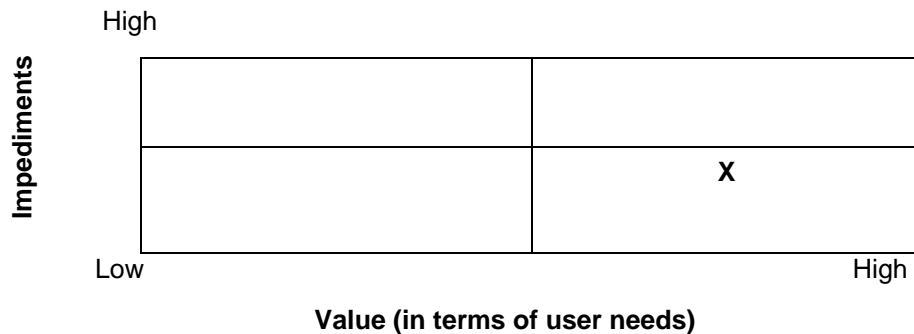 High
Impediments
X
Low
High
Value (in terms of user needs)